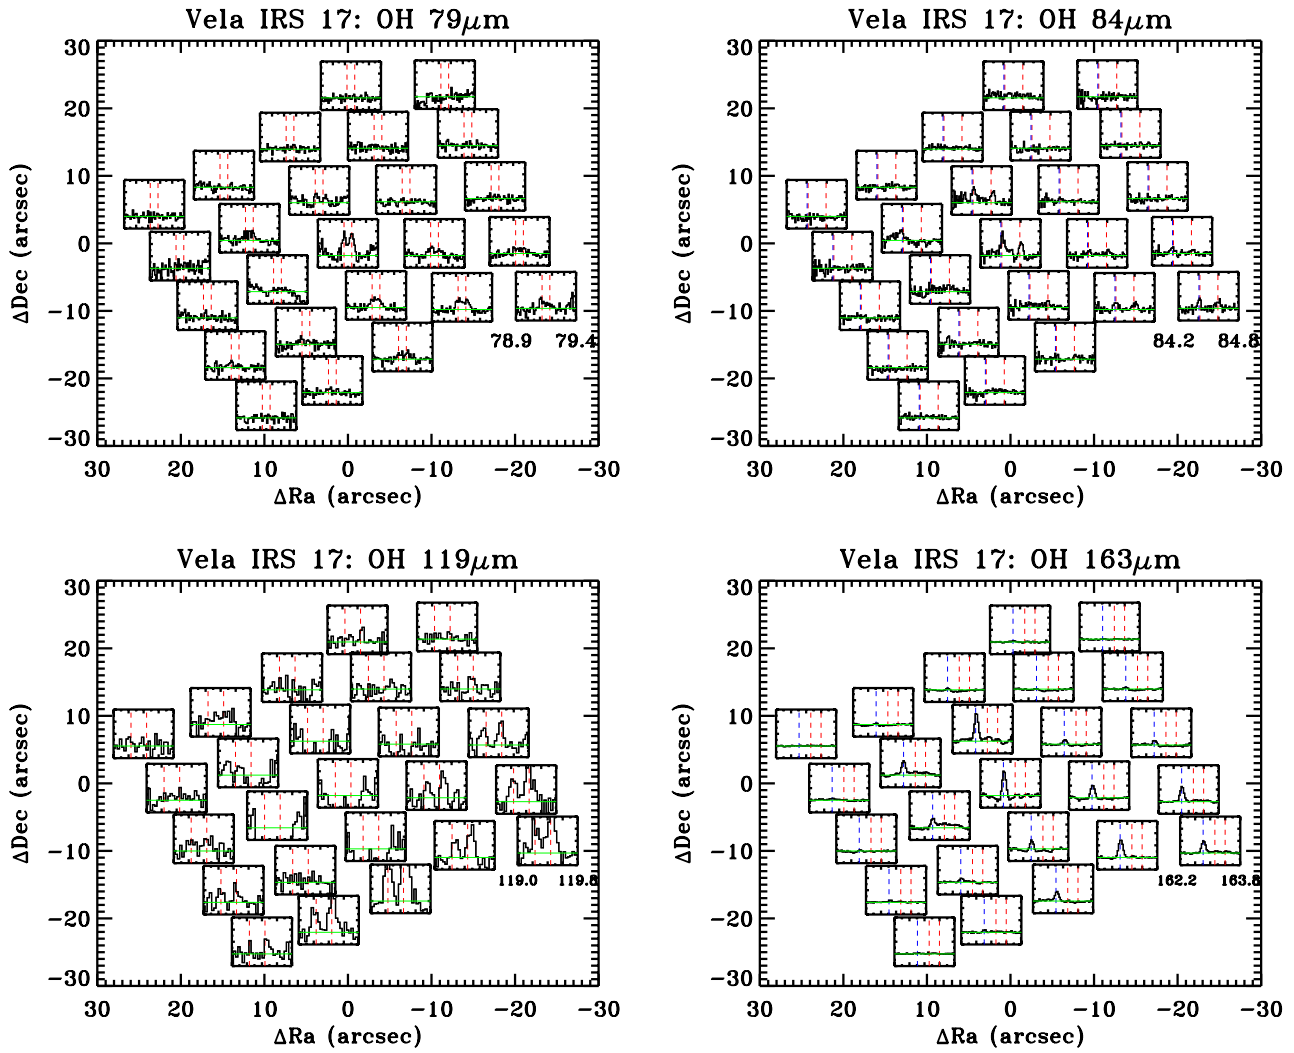 Vela IRS 17: OH 79μm
30
20
10
0
−10
−20
−30
ΔDec (arcsec)
78.9 79.4
30 20 10 0 −10 −20 −30
ΔRa (arcsec)
Vela IRS 17: OH 84μm
30
20
10
0
−10
−20
−30
ΔDec (arcsec)
84.2 84.8
30 20 10 0 −10 −20 −30
ΔRa (arcsec)
Vela IRS 17: OH 119μm
30
20
10
0
−10
−20
−30
ΔDec (arcsec)
119.0 119.8
30 20 10 0 −10 −20 −30
ΔRa (arcsec)
Vela IRS 17: OH 163μm
30
20
10
0
−10
−20
−30
ΔDec (arcsec)
162.2 163.8
30 20 10 0 −10 −20 −30
ΔRa (arcsec)